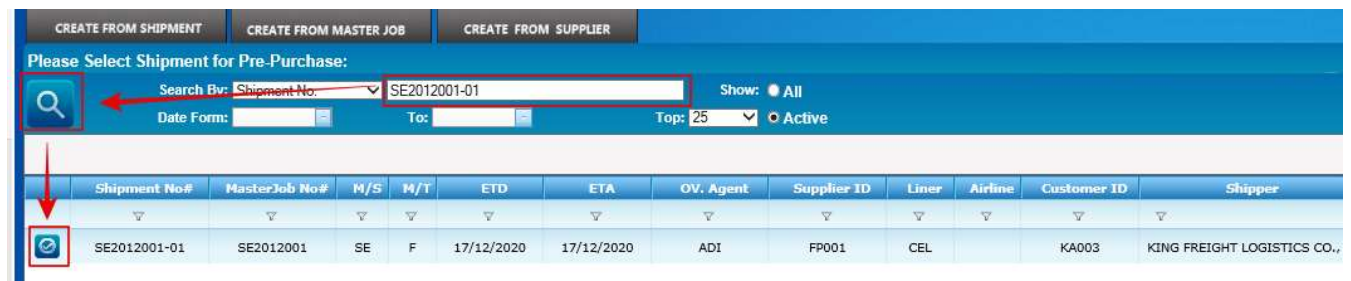 CREATE FROM SHIPMENT CREATE FROM MASTER JOB CREATE FROM SUPPLIER
Please Select Shipment for Pre-Purchase:
Search By: Shipment No. SE2012001-01 Show: All
Date Form: To: Top: 25 Active
Shipment No# MasterJob No# M/S M/T ETD ETA OV. Agent Supplier ID Liner Airline Customer ID Shipper
SE2012001-01 SE2012001 SE F 17/12/2020 17/12/2020 ADI FP001 CEL KA003 KING FREIGHT LOGISTICS CO.,